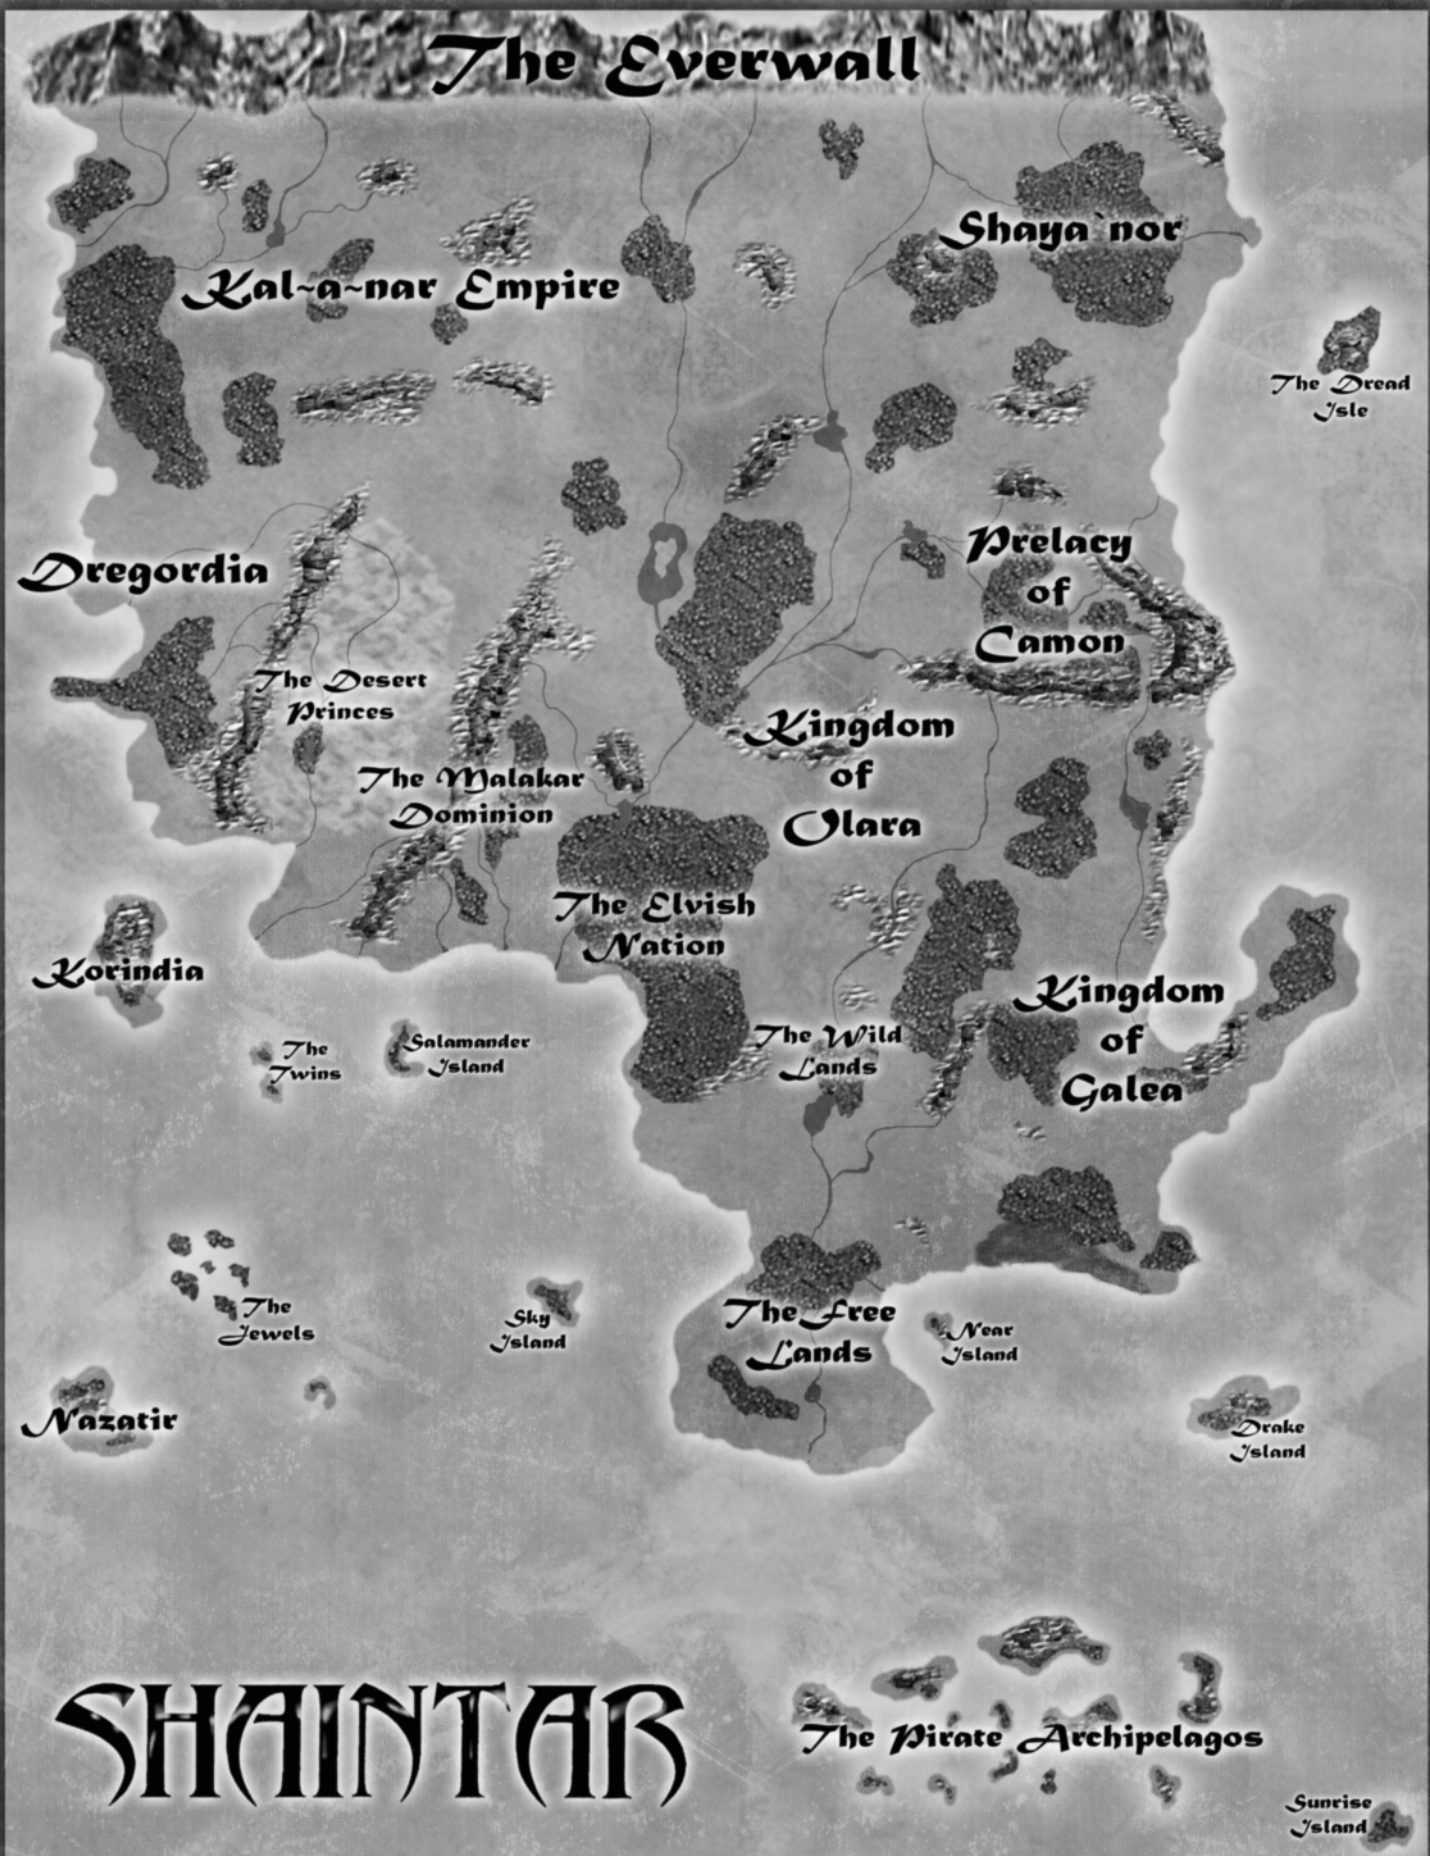 The Everwall
Shaya`nor
Kal~a~nar Empire
The Dread
Isle
Prelacy
of
Camon
Dregordia
The Desert
Princes
Kingdom
of
Olara
The Malakar
Dominion
The Elvish
Nation
Korindia
Kingdom
of
Galea
The Wild
Lands
The
Twins
Salamander
Island
The
Jewels
Sky
Island
The Free
Lands
Near
Island
Nazatir
Drake
Island
SHAINTAR
The Pirate Archipelagos
Sunrise
Island